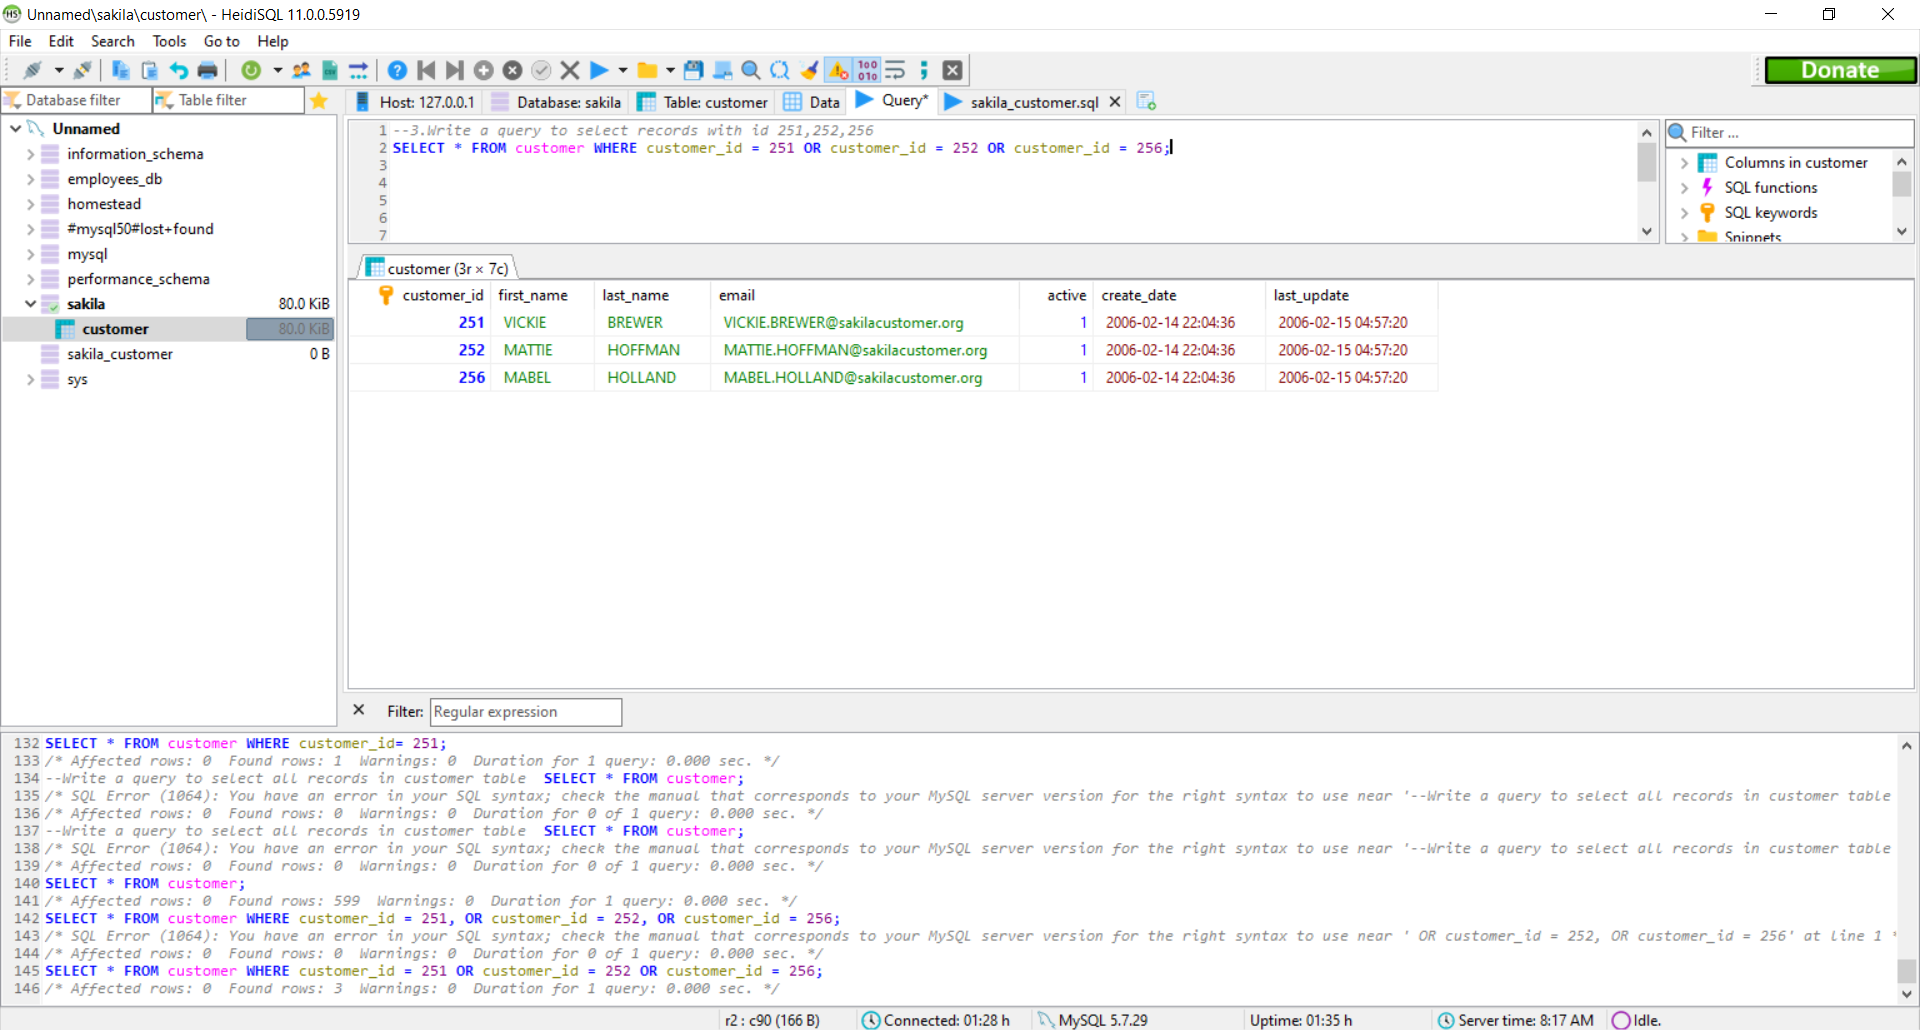 Unnamed\sakila\customer\ - HeidiSQL 11.0.0.5919
File Edit Search Tools Go to Help
Donate
Database filter
Table filter
Host: 127.0.0.1
Database: sakila
Table: customer
Data
Query*
sakila_customer.sql
Unnamed
information_schema
employees_db
homestead
#mysql50#lost+found
mysql
performance_schema
sakila 80.0 KiB
customer 80.0 KiB
sakila_customer 0 B
sys
1 --3.Write a query to select records with id 251,252,256
2 SELECT * FROM customer WHERE customer_id = 251 OR customer_id = 252 OR customer_id = 256;
3
4
5
6
7
Filter ...
Columns in customer
SQL functions
SQL keywords
Snippets
customer (3r × 7c)
customer_id first_name last_name email active create_date last_update
251 VICKIE BREWER VICKIE.BREWER@sakilacustomer.org 1 2006-02-14 22:04:36 2006-02-15 04:57:20
252 MATTIE HOFFMAN MATTIE.HOFFMAN@sakilacustomer.org 1 2006-02-14 22:04:36 2006-02-15 04:57:20
256 MABEL HOLLAND MABEL.HOLLAND@sakilacustomer.org 1 2006-02-14 22:04:36 2006-02-15 04:57:20
Filter: Regular expression
132 SELECT * FROM customer WHERE customer_id= 251;
133 /* Affected rows: 0 Found rows: 1 Warnings: 0 Duration for 1 query: 0.000 sec. */
134 --Write a query to select all records in customer table SELECT * FROM customer;
135 /* SQL Error (1064): You have an error in your SQL syntax; check the manual that corresponds to your MySQL server version for the right syntax to use near '--Write a query to select all records in customer table
136 /* Affected rows: 0 Found rows: 0 Warnings: 0 Duration for 0 of 1 query: 0.000 sec. */
137 --Write a query to select all records in customer table SELECT * FROM customer;
138 /* SQL Error (1064): You have an error in your SQL syntax; check the manual that corresponds to your MySQL server version for the right syntax to use near '--Write a query to select all records in customer table
139 /* Affected rows: 0 Found rows: 0 Warnings: 0 Duration for 0 of 1 query: 0.000 sec. */
140 SELECT * FROM customer;
141 /* Affected rows: 0 Found rows: 599 Warnings: 0 Duration for 1 query: 0.000 sec. */
142 SELECT * FROM customer WHERE customer_id = 251, OR customer_id = 252, OR customer_id = 256;
143 /* SQL Error (1064): You have an error in your SQL syntax; check the manual that corresponds to your MySQL server version for the right syntax to use near ' OR customer_id = 252, OR customer_id = 256' at line 1 *
144 /* Affected rows: 0 Found rows: 0 Warnings: 0 Duration for 0 of 1 query: 0.000 sec. */
145 SELECT * FROM customer WHERE customer_id = 251 OR customer_id = 252 OR customer_id = 256;
146 /* Affected rows: 0 Found rows: 3 Warnings: 0 Duration for 1 query: 0.000 sec. */
r2 : c90 (166 B) Connected: 01:28 h MySQL 5.7.29 Uptime: 01:35 h Server time: 8:17 AM Idle.